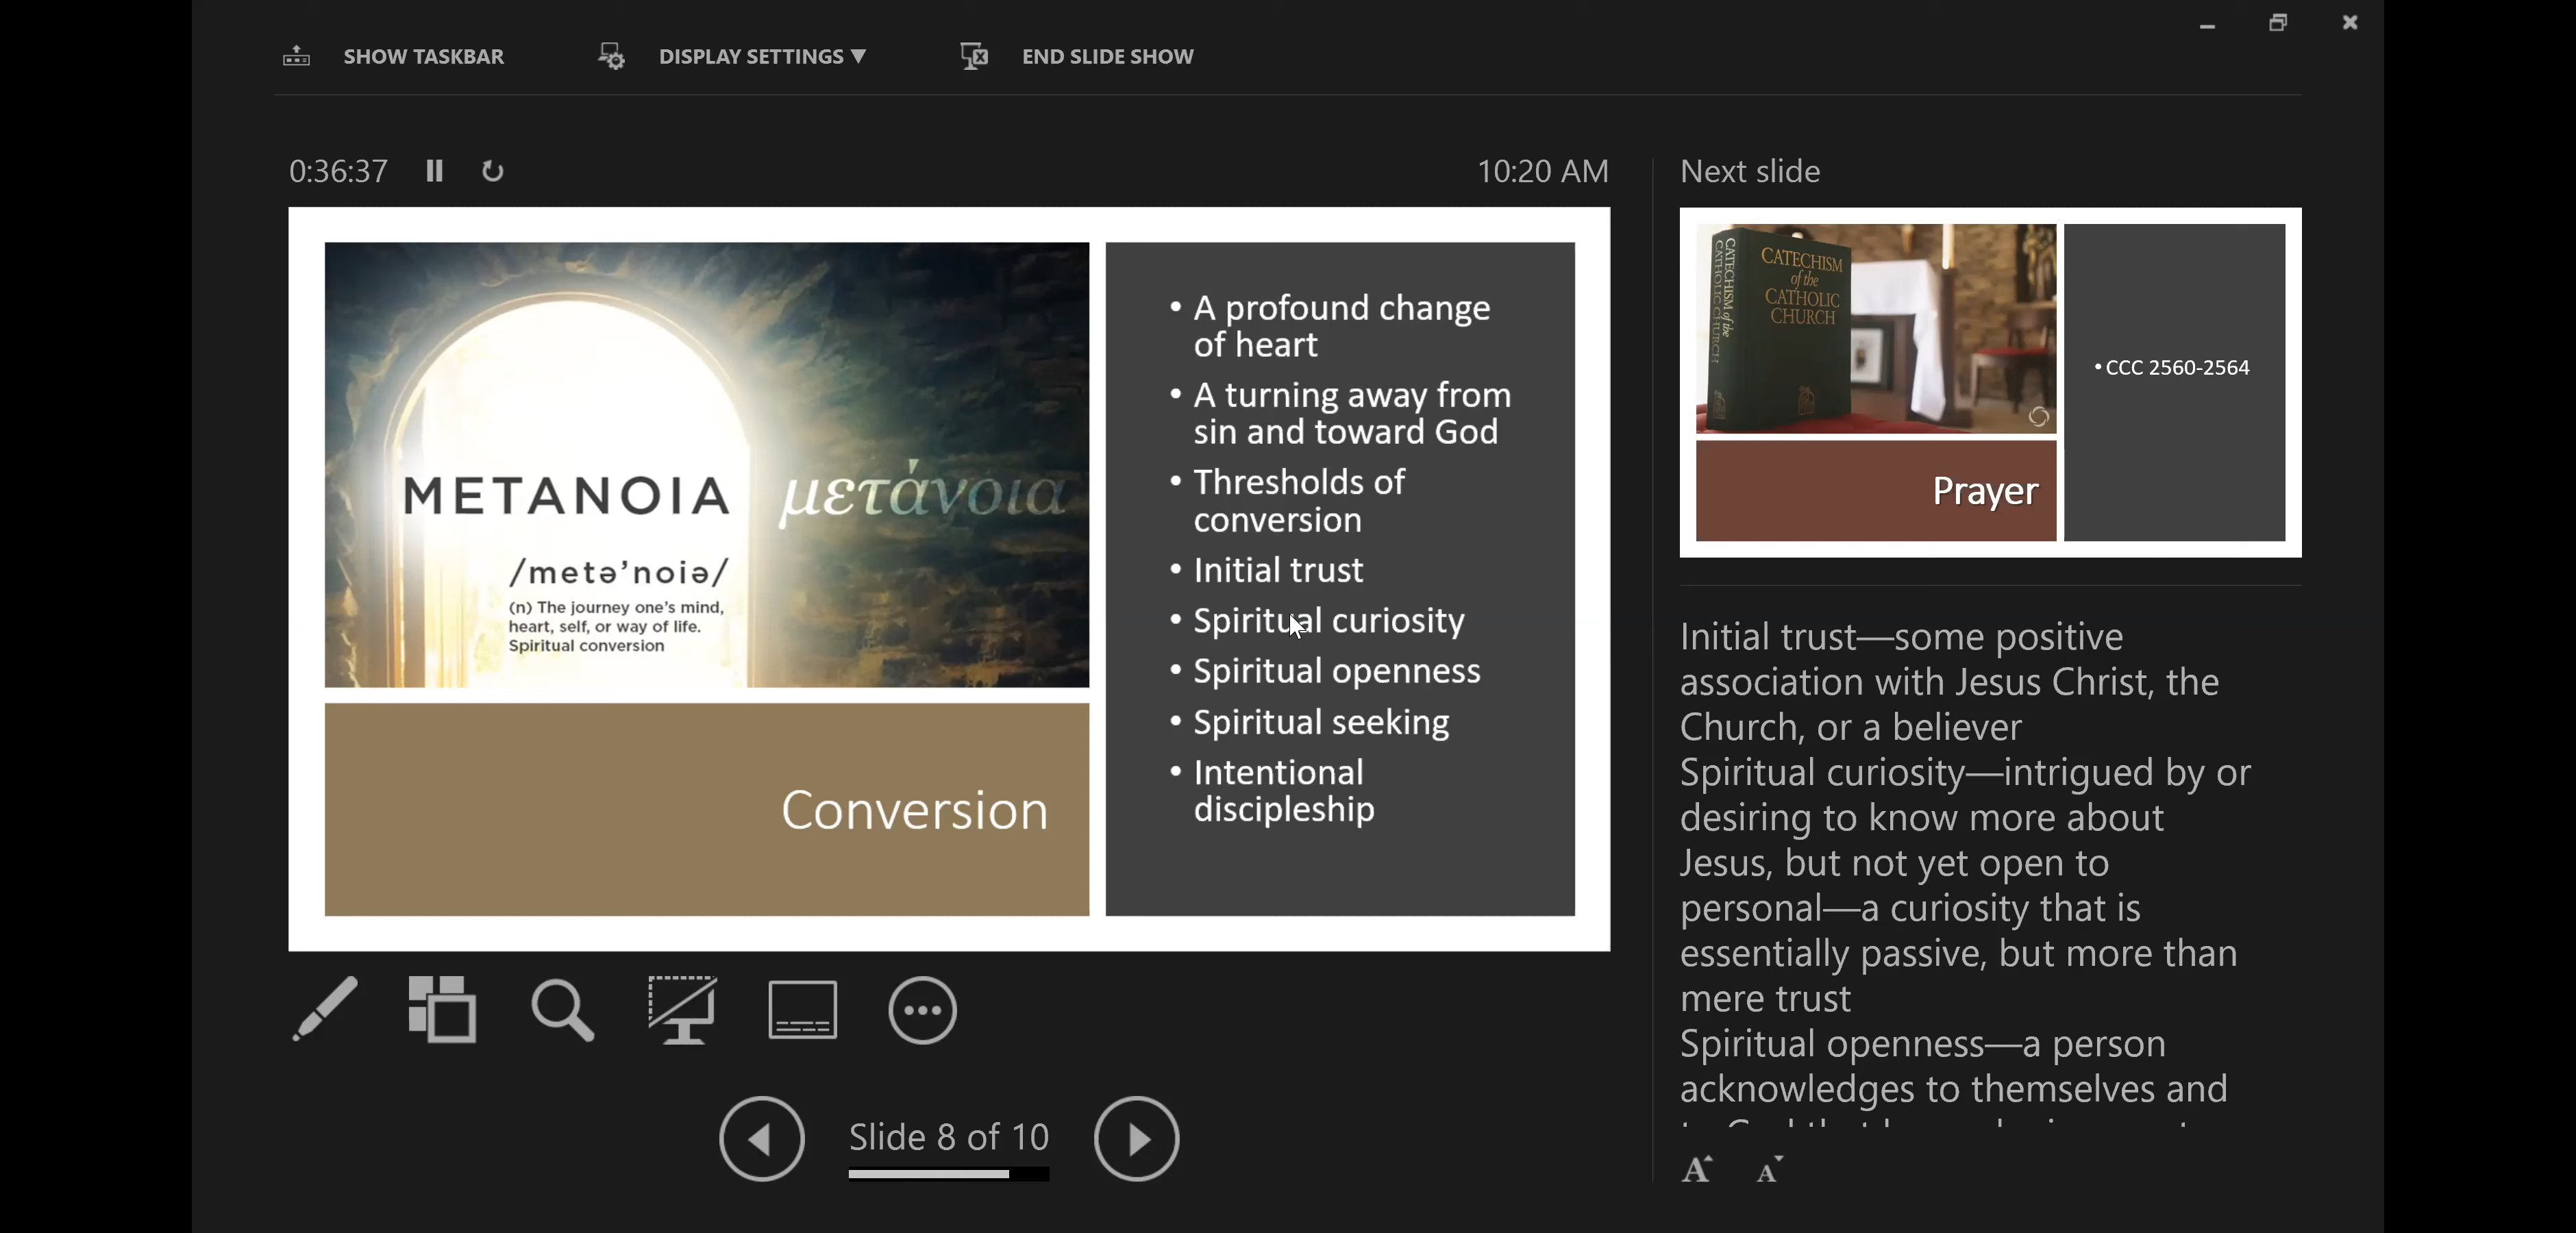 SHOW TASKBAR
DISPLAY SETTINGS ▼
END SLIDE SHOW
0:36:37
10:20 AM
METANOIA
μετάνοια
/metə’noiə/
(n) The journey one’s mind,
heart, self, or way of life.
Spiritual conversion
Conversion
• A profound change
of heart
• A turning away from
sin and toward God
• Thresholds of
conversion
• Initial trust
• Spiritual curiosity
• Spiritual openness
• Spiritual seeking
• Intentional
discipleship
Slide 8 of 10
Next slide
CATECHISM of the
CATHOLIC CHURCH
CATECHISM
of the
CATHOLIC
CHURCH
Prayer
• CCC 2560-2564
Initial trust—some positive
association with Jesus Christ, the
Church, or a believer
Spiritual curiosity—intrigued by or
desiring to know more about
Jesus, but not yet open to
personal—a curiosity that is
essentially passive, but more than
mere trust
Spiritual openness—a person
acknowledges to themselves and
A A